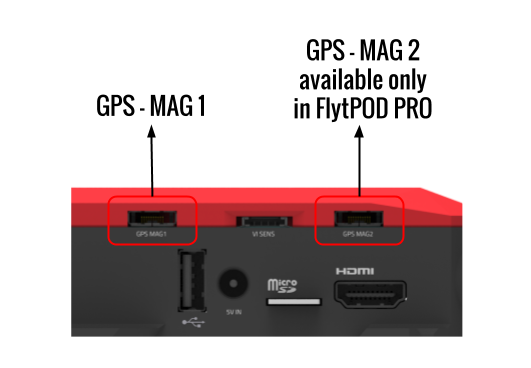 GPS - MAG 1
GPS - MAG 2
available only
in FlytPOD PRO
GPS MAG1
VI SENS
GPS MAG2
5V IN
Micro
SD
HDMI